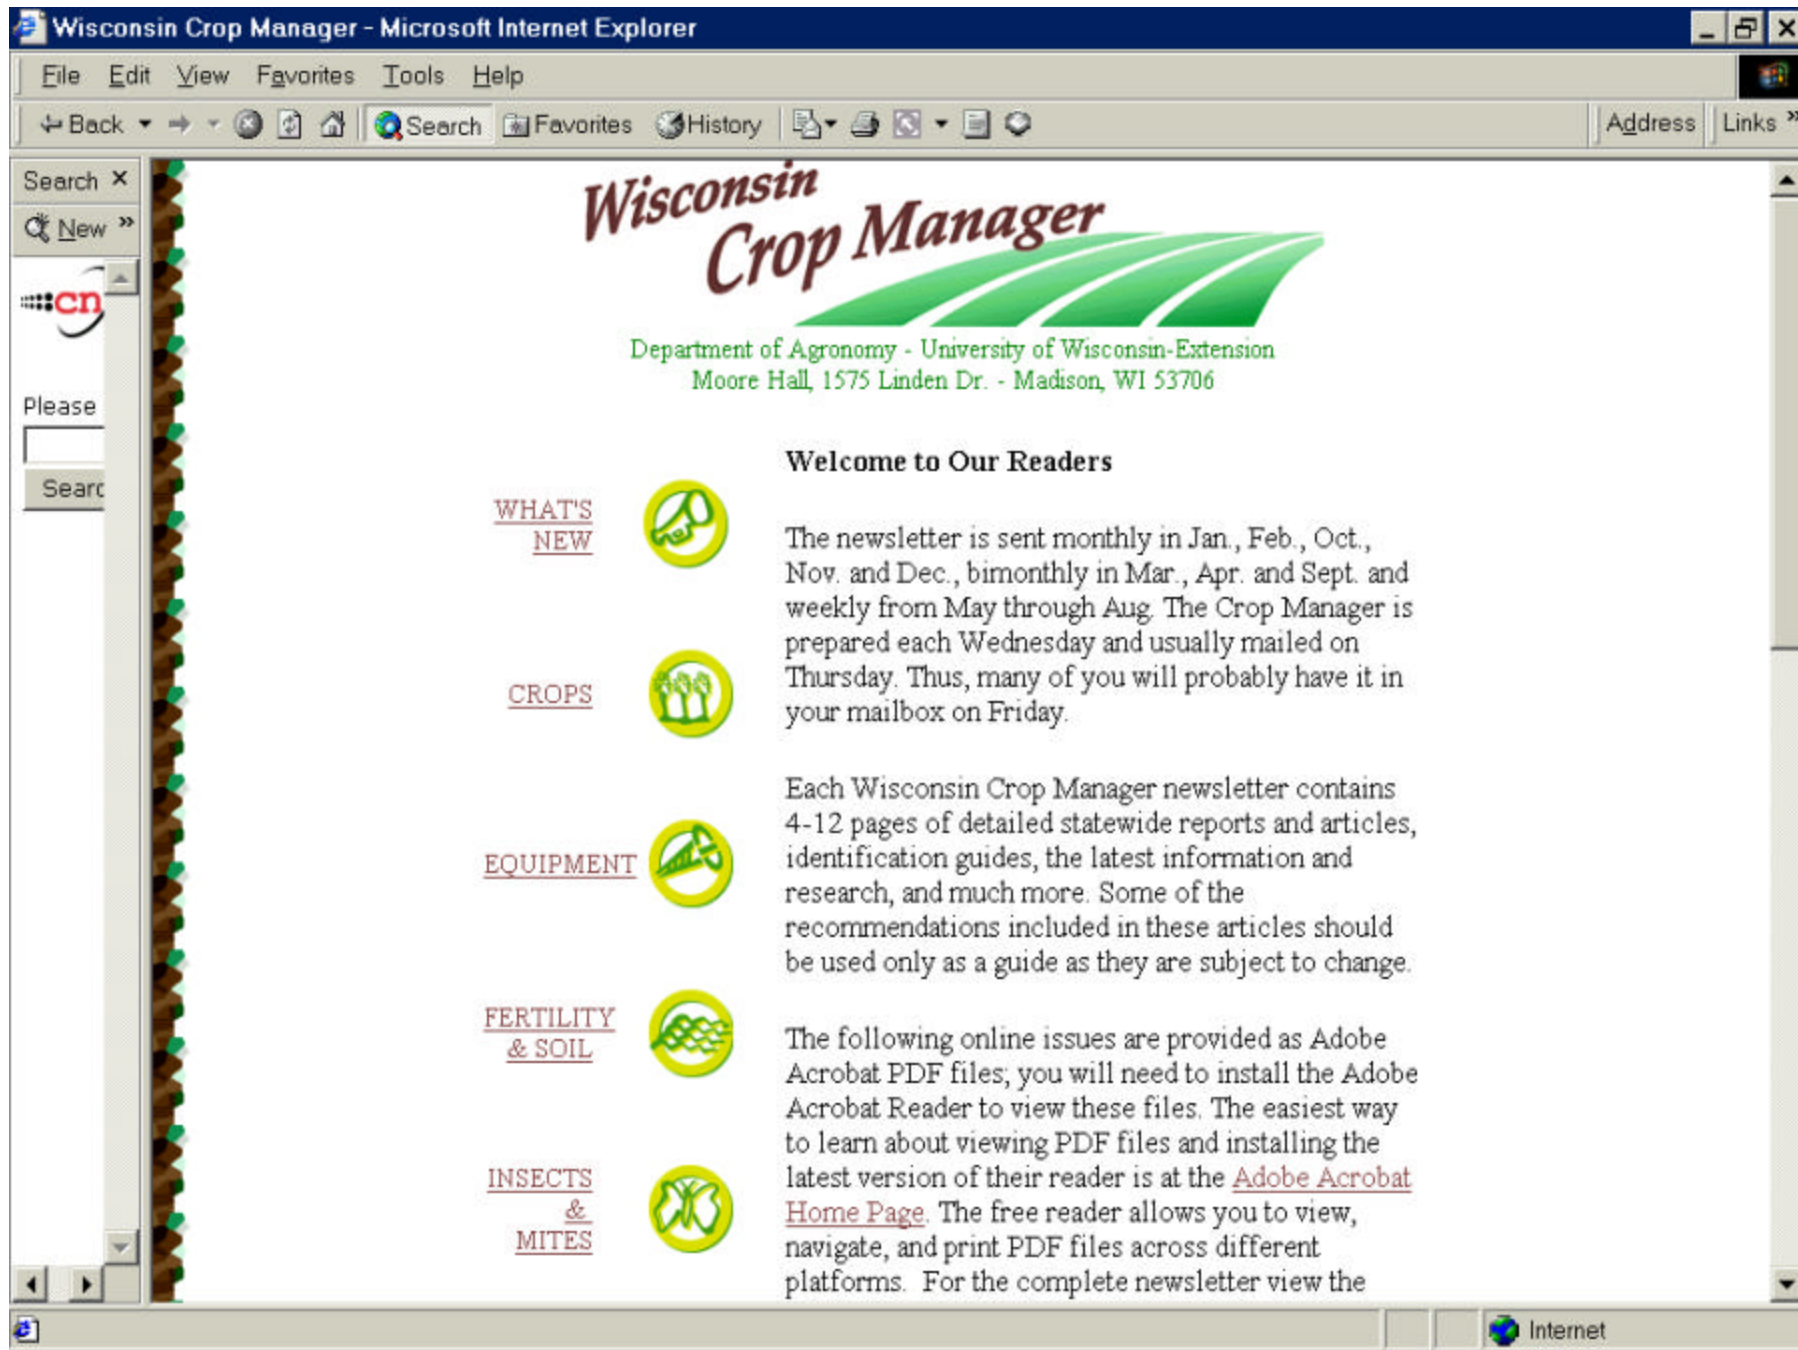 Wisconsin Crop Manager - Microsoft Internet Explorer
File Edit View Favorites Tools Help
Back Search Favorites History Address Links »
Search ×
New »
cn
Please
Searc
Wisconsin
Crop Manager
Department of Agronomy - University of Wisconsin-Extension
Moore Hall, 1575 Linden Dr. - Madison, WI 53706
WHAT'S
NEW
CROPS
EQUIPMENT
FERTILITY
& SOIL
INSECTS
&
MITES
Welcome to Our Readers
The newsletter is sent monthly in Jan., Feb., Oct.,
Nov. and Dec., bimonthly in Mar., Apr. and Sept. and
weekly from May through Aug. The Crop Manager is
prepared each Wednesday and usually mailed on
Thursday. Thus, many of you will probably have it in
your mailbox on Friday.
Each Wisconsin Crop Manager newsletter contains
4-12 pages of detailed statewide reports and articles,
identification guides, the latest information and
research, and much more. Some of the
recommendations included in these articles should
be used only as a guide as they are subject to change.
The following online issues are provided as Adobe
Acrobat PDF files; you will need to install the Adobe
Acrobat Reader to view these files. The easiest way
to learn about viewing PDF files and installing the
latest version of their reader is at the Adobe Acrobat
Home Page. The free reader allows you to view,
navigate, and print PDF files across different
platforms. For the complete newsletter view the
Internet